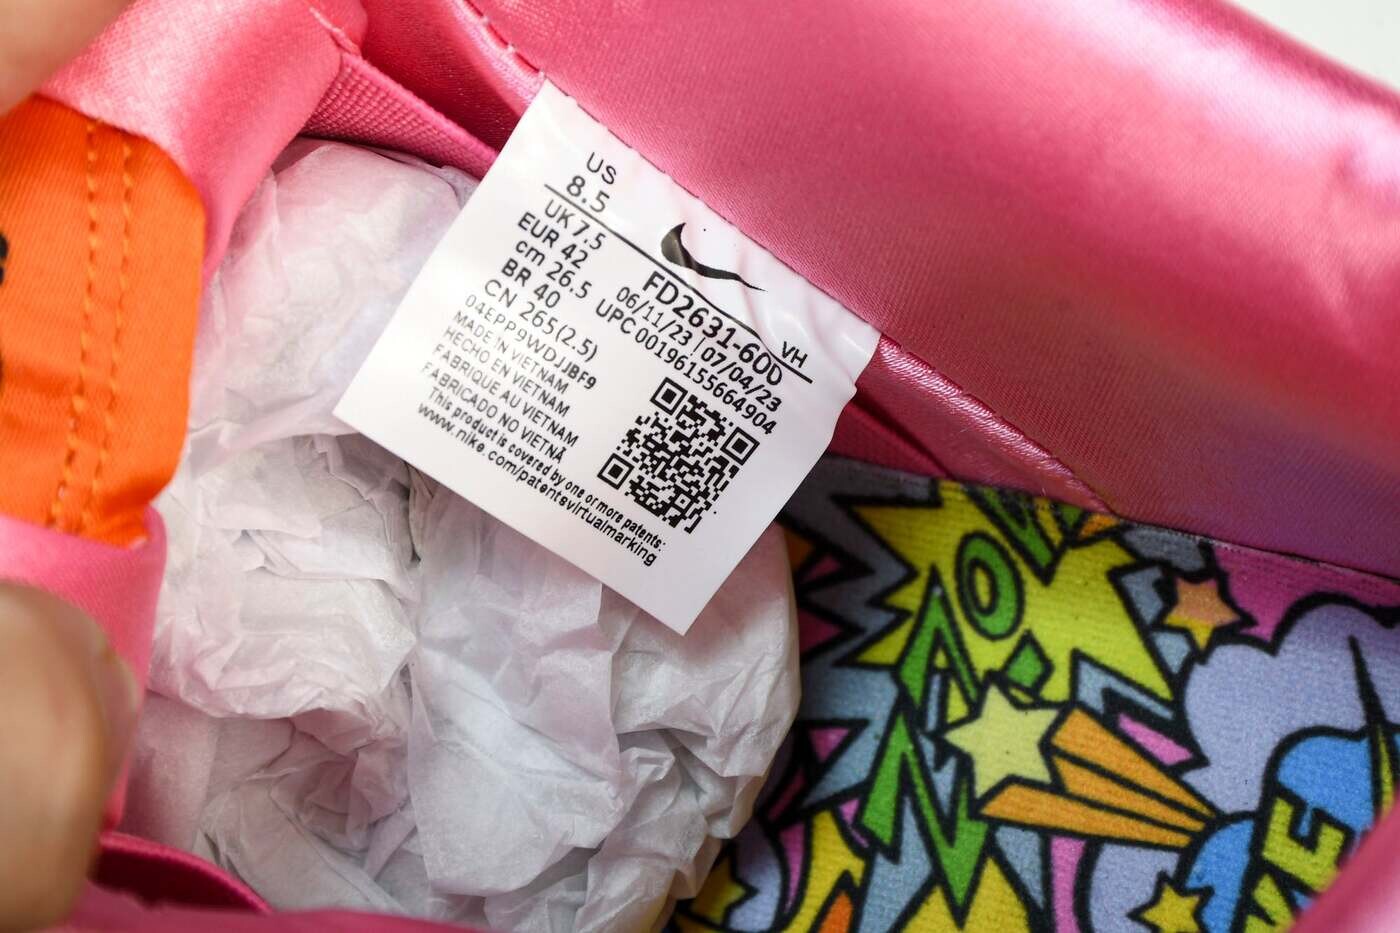 US
8.5
UK 7.5
EUR 42
cm 26.5
BR 40
CN 265(2.5)
04EPP9WDJJBF9
MADE IN VIETNAM
HECHO EN VIETNAM
FABRIQUE AU VIETNAM
FABRICADO NO VIETNÃ
This product is covered by one or more patents:
www.nike.com/patentsvirtualmarking
VH
FD2631-600
06/11/23 | 07/04/23
UPC 00196155664904